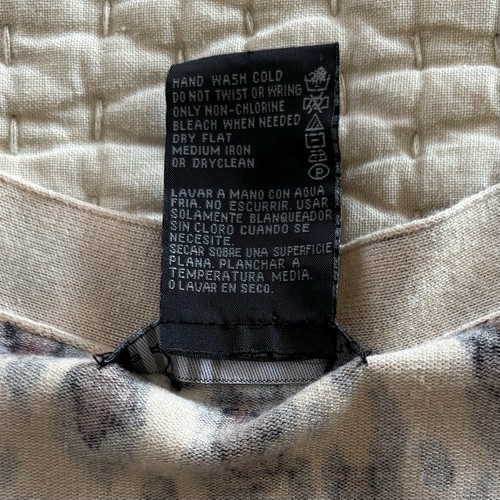 HAND WASH COLD
DO NOT TWIST OR WRING
ONLY NON-CHLORINE
BLEACH WHEN NEEDED
DRY FLAT
MEDIUM IRON
OR DRYCLEAN
P
LAVAR A MANO CON AGUA
FRIA. NO ESCURRIR. USAR
SOLAMENTE BLANQUEADOR
SIN CLORO CUANDO SE
NECESITE.
SECAR SOBRE UNA SUPERFICIE
PLANA. PLANCHAR A
TEMPERATURA MEDIA.
O LAVAR EN SECO.